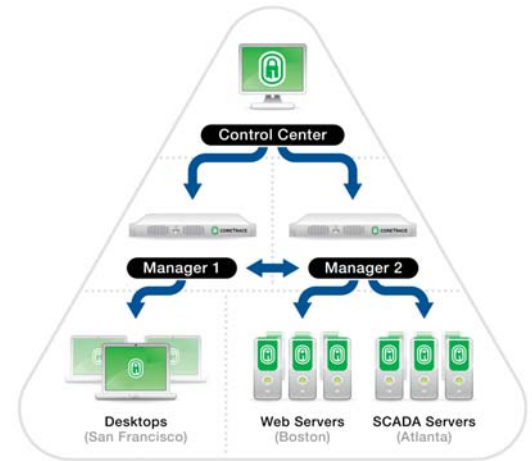 Control Center
CORETRACE
CORETRACE
Manager 1
Manager 2
Desktops
(San Francisco)
Web Servers
(Boston)
SCADA Servers
(Atlanta)